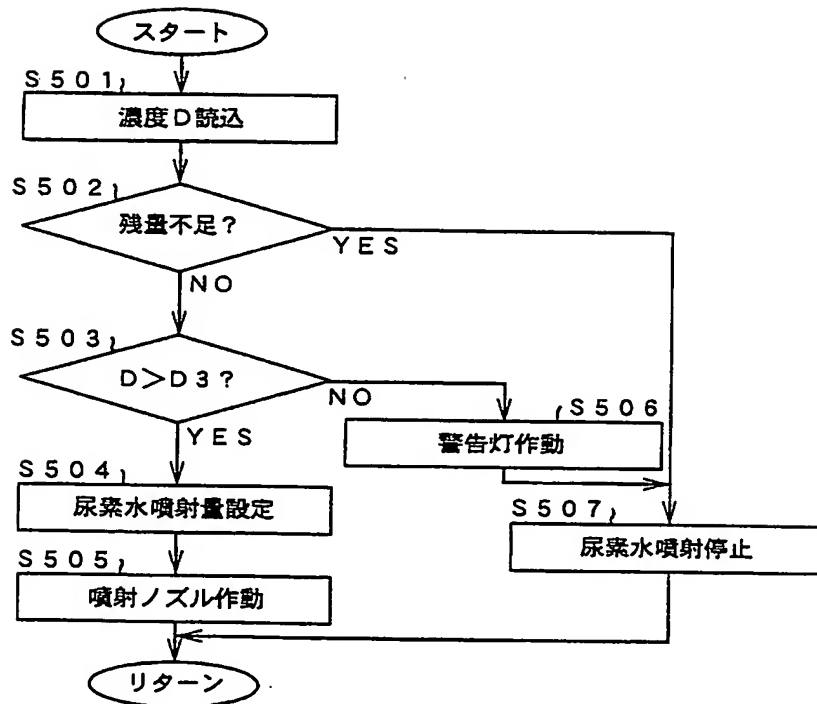 スタート
S501
濃度D読込
S502
残量不足?
YES
NO
S503
D>D3?
NO
YES
S506
警告灯作動
S504
尿素水噴射量設定
S507
尿素水噴射停止
S505
噴射ノズル作動
リターン